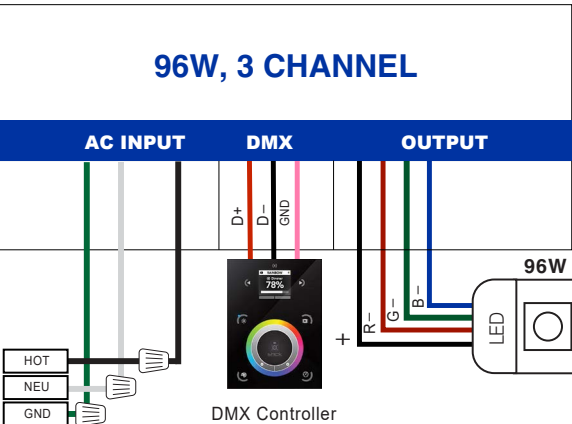 96W, 3 CHANNEL
AC INPUT
DMX
OUTPUT
D+
D–
GND
+
R–
G–
B–
96W
LED
78%
HOT
NEU
GND
DMX Controller